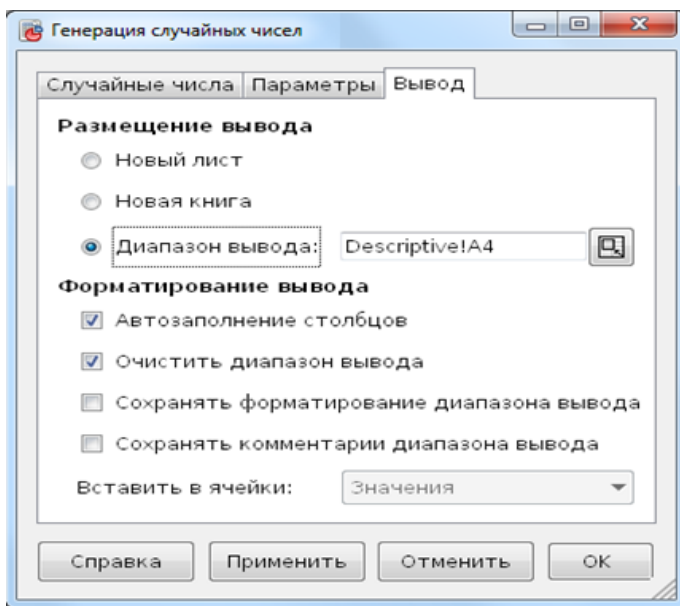 Генерация случайных чисел
Случайные числа Параметры Вывод
Размещение вывода
Новый лист
Новая книга
Диапазон вывода: Descriptive!A4
Форматирование вывода
Автозаполнение столбцов
Очистить диапазон вывода
Сохранять форматирование диапазона вывода
Сохранять комментарии диапазона вывода
Вставить в ячейки: Значения
Справка Применить Отменить OK